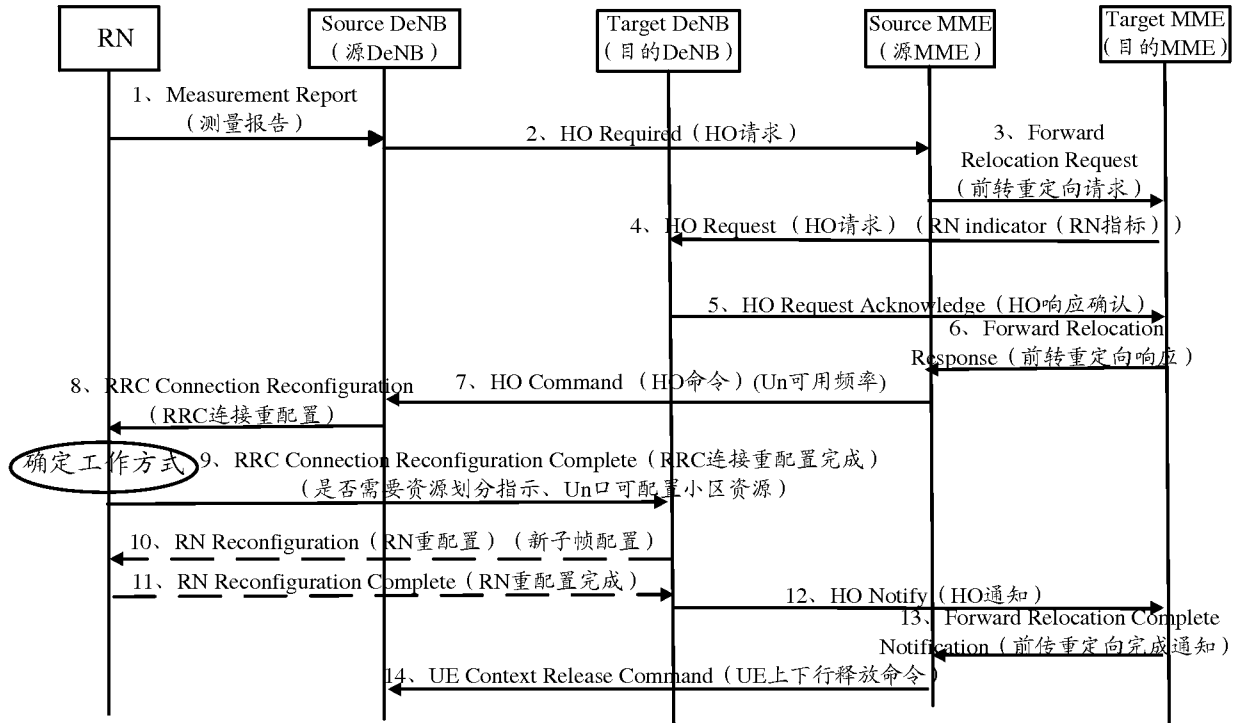 RN
Source DeNB
(源DeNB)
Target DeNB
(目的DeNB)
Source MME
(源MME)
Target MME
(目的MME)
1、Measurement Report
(测量报告)
2、HO Required(HO请求)
3、Forward
Relocation Request
(前转重定向请求)
4、HO Request (HO请求)(RN indicator(RN指标))
5、HO Request Acknowledge(HO响应确认)
6、Forward Relocation
Response(前转重定向响应)
7、HO Command (HO命令)(Un可用频率)
8、RRC Connection Reconfiguration
(RRC连接重配置)
确定工作方式
9、RRC Connection Reconfiguration Complete(RRC连接重配置完成)
(是否需要资源划分指示、Un口可配置小区资源)
10、RN Reconfiguration(RN重配置)(新子帧配置)
11、RN Reconfiguration Complete(RN重配置完成)
12、HO Notify(HO通知)
13、Forward Relocation Complete
Notification(前传重定向完成通知)
14、UE Context Release Command(UE上下行释放命令)